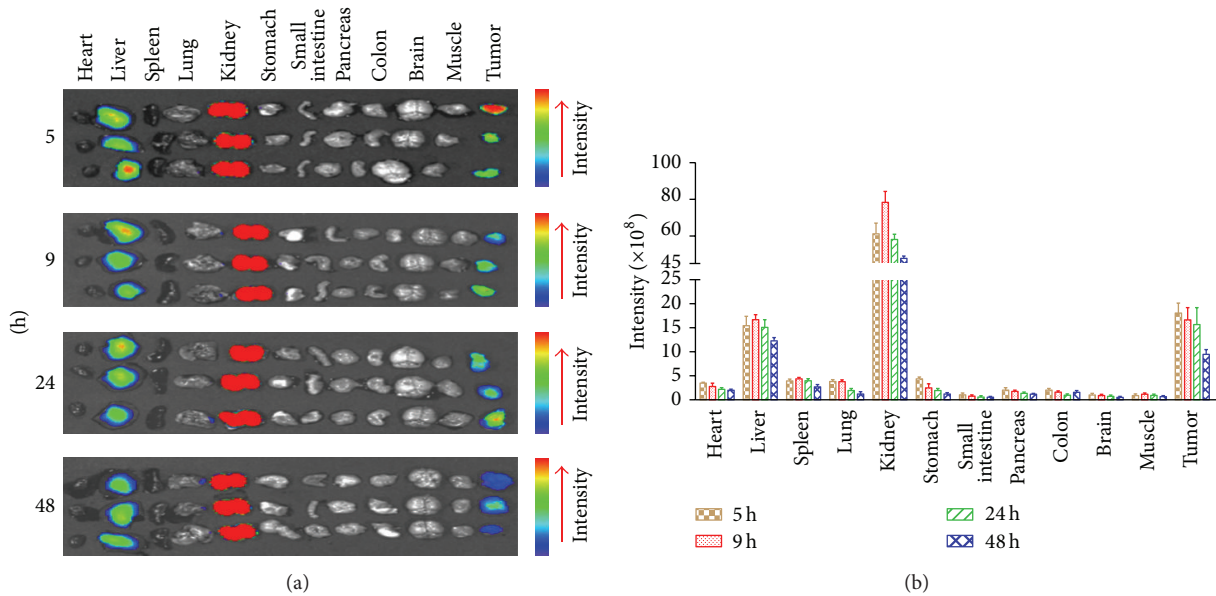 Heart
Liver
Spleen
Lung
Kidney
Stomach
Small
intestine
Pancreas
Colon
Brain
Muscle
Tumor
(h)
5
Intensity
9
Intensity
24
Intensity
48
Intensity
(a)
Intensity (×10⁸)
100
80
60
45
25
20
15
10
5
0
Heart
Liver
Spleen
Lung
Kidney
Stomach
Small
intestine
Pancreas
Colon
Brain
Muscle
Tumor
5 h
9 h
24 h
48 h
(b)